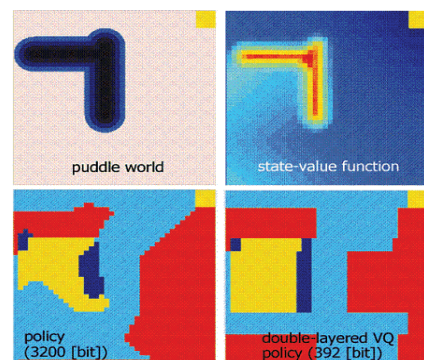 puddle world
state-value function
policy
(3200 [bit])
double-layered VQ
policy (392 [bit])